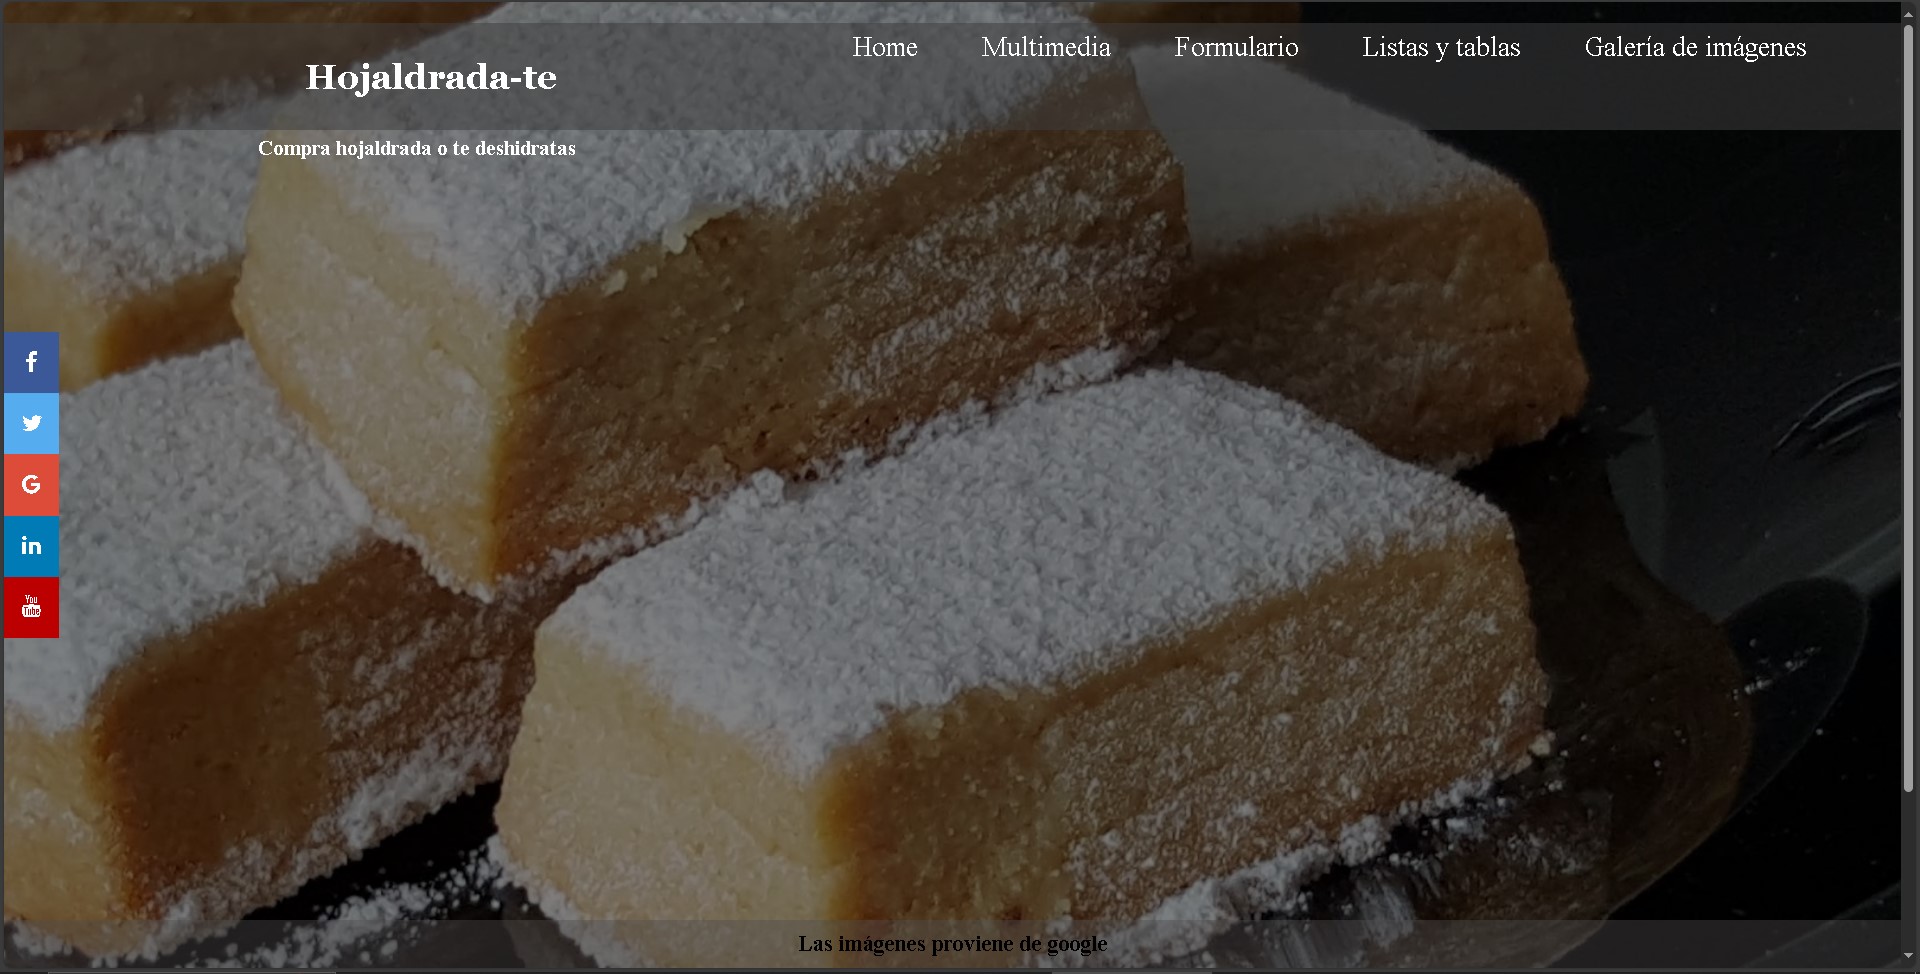 Home
Multimedia
Formulario
Listas y tablas
Galería de imágenes
Hojaldrada-te
Compra hojaldrada o te deshidratas
f
G
in
You
Tube
Las imágenes proviene de google